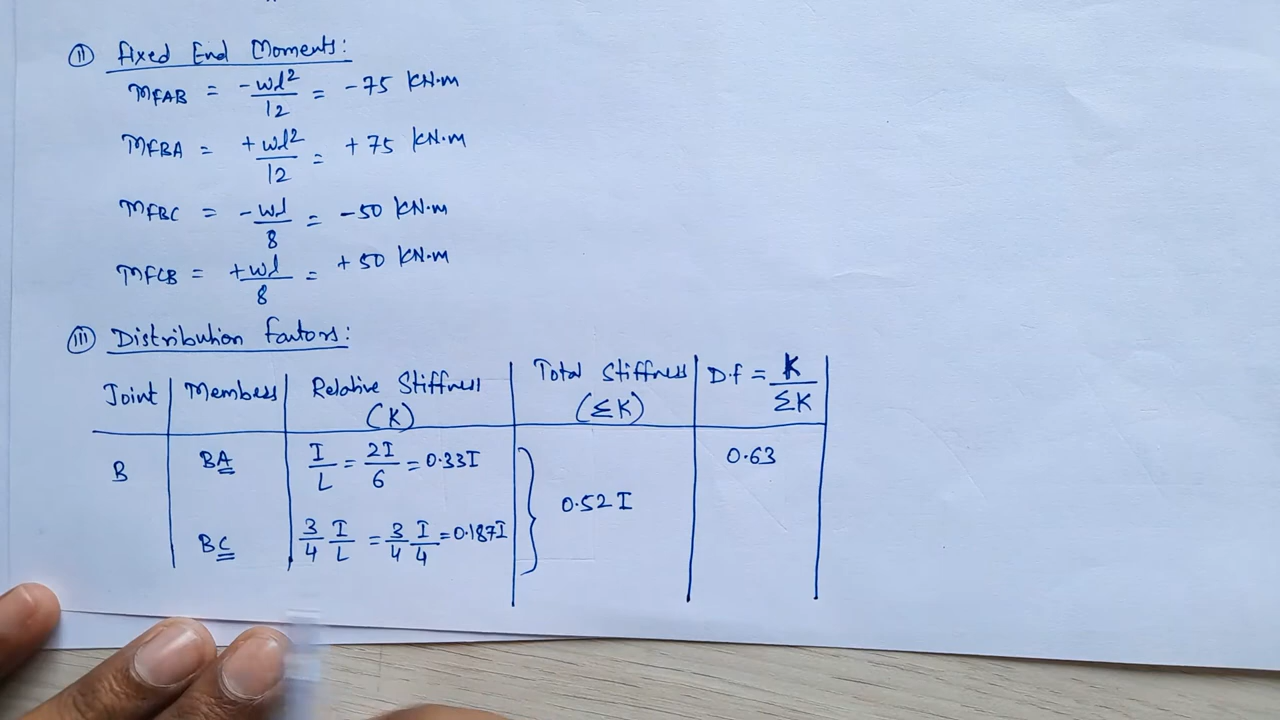 II Fixed End Moments:
MFAB = -wl²/12 = -75 KN.m
MFBA = +wl²/12 = +75 KN.m
MFBC = -wl/8 = -50 KN.m
MFCB = +wl/8 = +50 KN.m
III Distribution Factors:
Joint Members Relative Stiffness (K) Total Stiffness (ΣK) D.f = K/ΣK
B BA I/L = 2I/6 = 0.33I 0.52I 0.63
BC 3/4 I/L = 3/4 I/4 = 0.187I